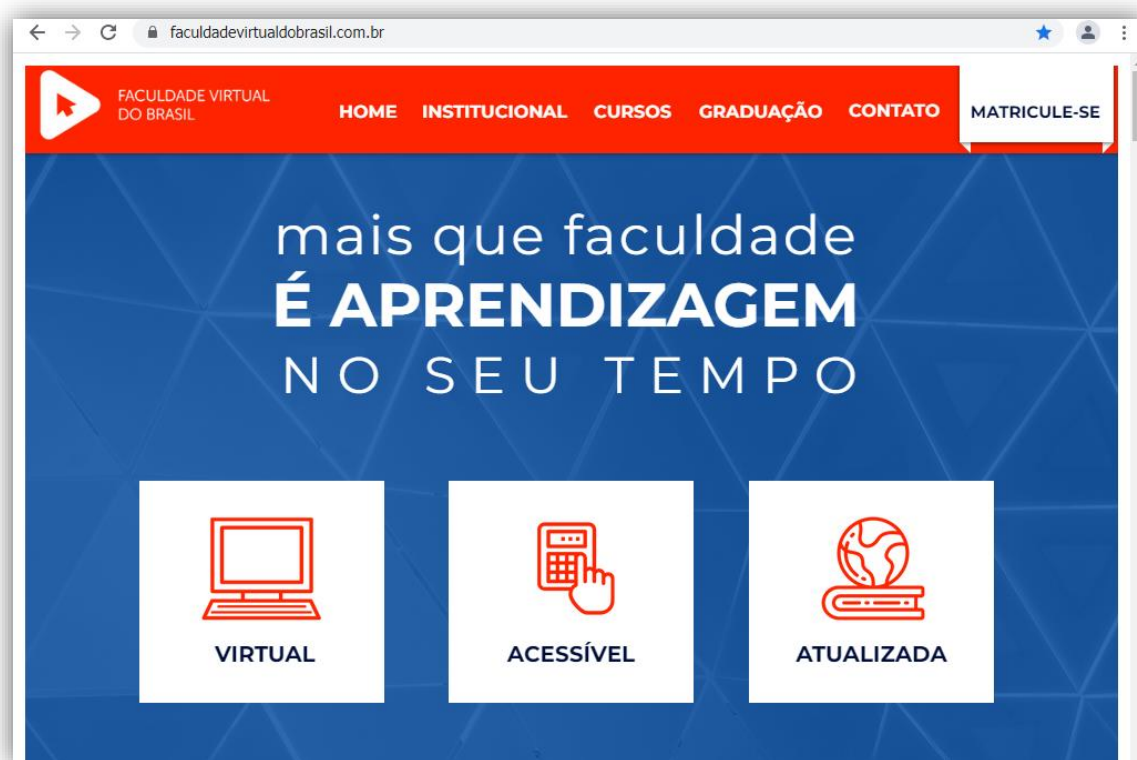 faculdadevirtualdobrasil.com.br
FACULDADE VIRTUAL
DO BRASIL
HOME INSTITUCIONAL CURSOS GRADUAÇÃO CONTATO MATRICULE-SE
mais que faculdade
É APRENDIZAGEM
NO SEU TEMPO
VIRTUAL
ACESSÍVEL
ATUALIZADA